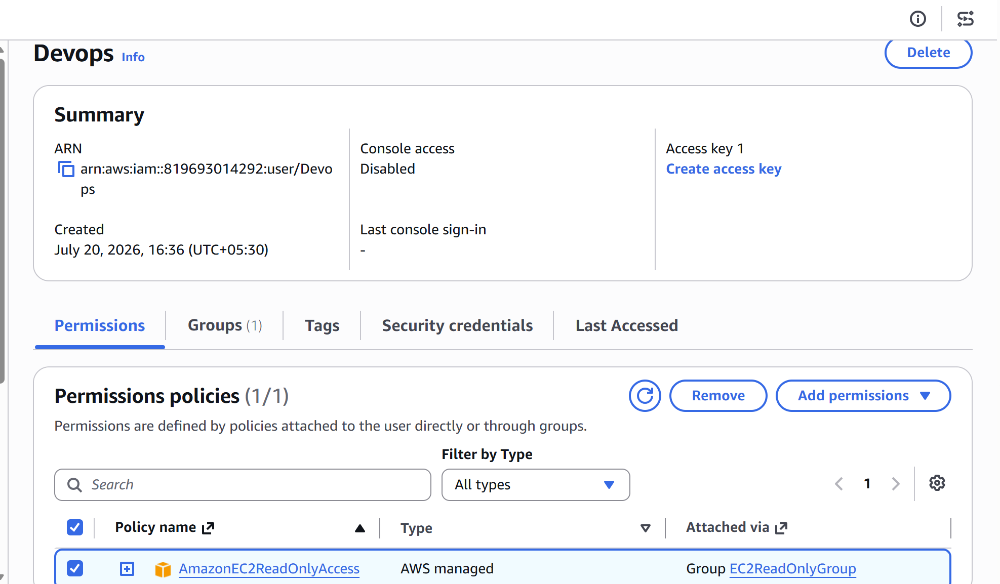 Devops Info
Delete
Summary
ARN
arn:aws:iam::819693014292:user/Devo
ps
Console access
Disabled
Access key 1
Create access key
Created
July 20, 2026, 16:36 (UTC+05:30)
Last console sign-in
-
Permissions
Groups (1)
Tags
Security credentials
Last Accessed
Permissions policies (1/1)
Remove
Add permissions
Permissions are defined by policies attached to the user directly or through groups.
Filter by Type
Search
All types
1
Policy name
Type
Attached via
AmazonEC2ReadOnlyAccess
AWS managed
Group EC2ReadOnlyGroup